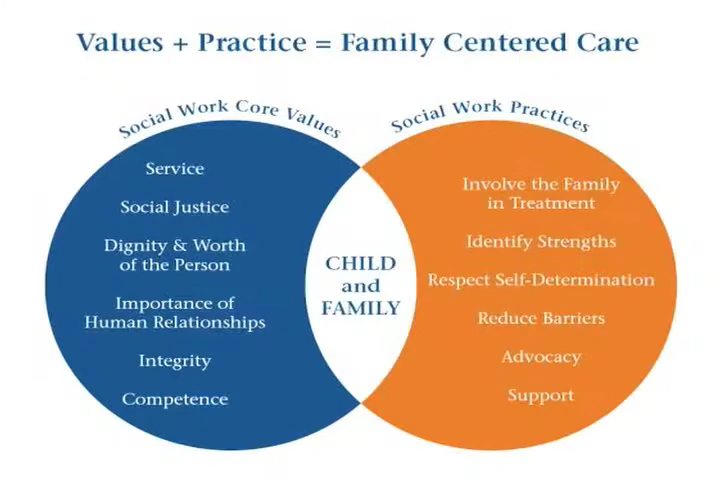 Values + Practice = Family Centered Care
Social Work Core Values
Service
Social Justice
Dignity & Worth
of the Person
Importance of
Human Relationships
Integrity
Competence
CHILD
and
FAMILY
Social Work Practices
Involve the Family
in Treatment
Identify Strengths
Respect Self-Determination
Reduce Barriers
Advocacy
Support